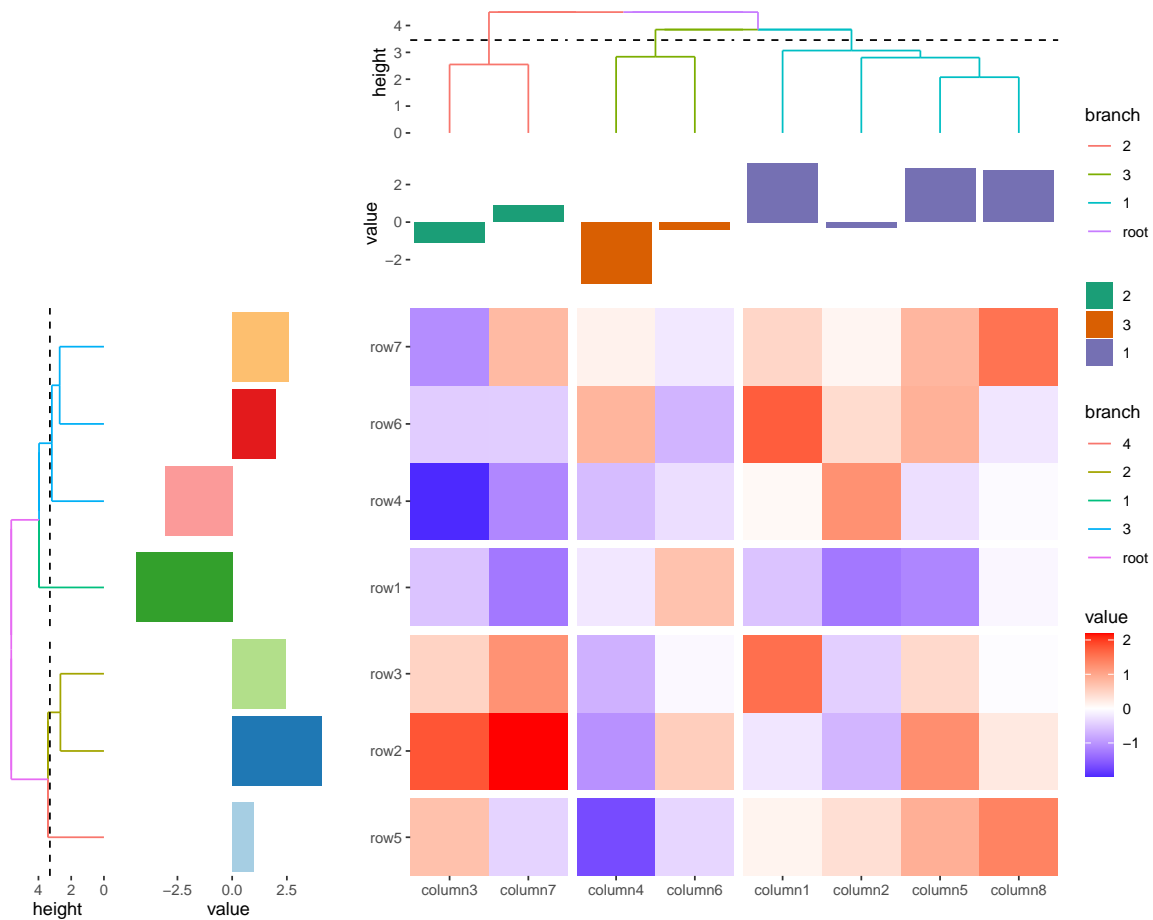 4
3
2
1
0
height
2
0
−2
value
branch
2
3
1
root
2
3
1
branch
4
2
1
3
root
value
2
1
0
−1
row7
row6
row4
row1
row3
row2
row5
4 2 0
height
−2.5 0.0 2.5
value
column3 column7 column4 column6 column1 column2 column5 column8